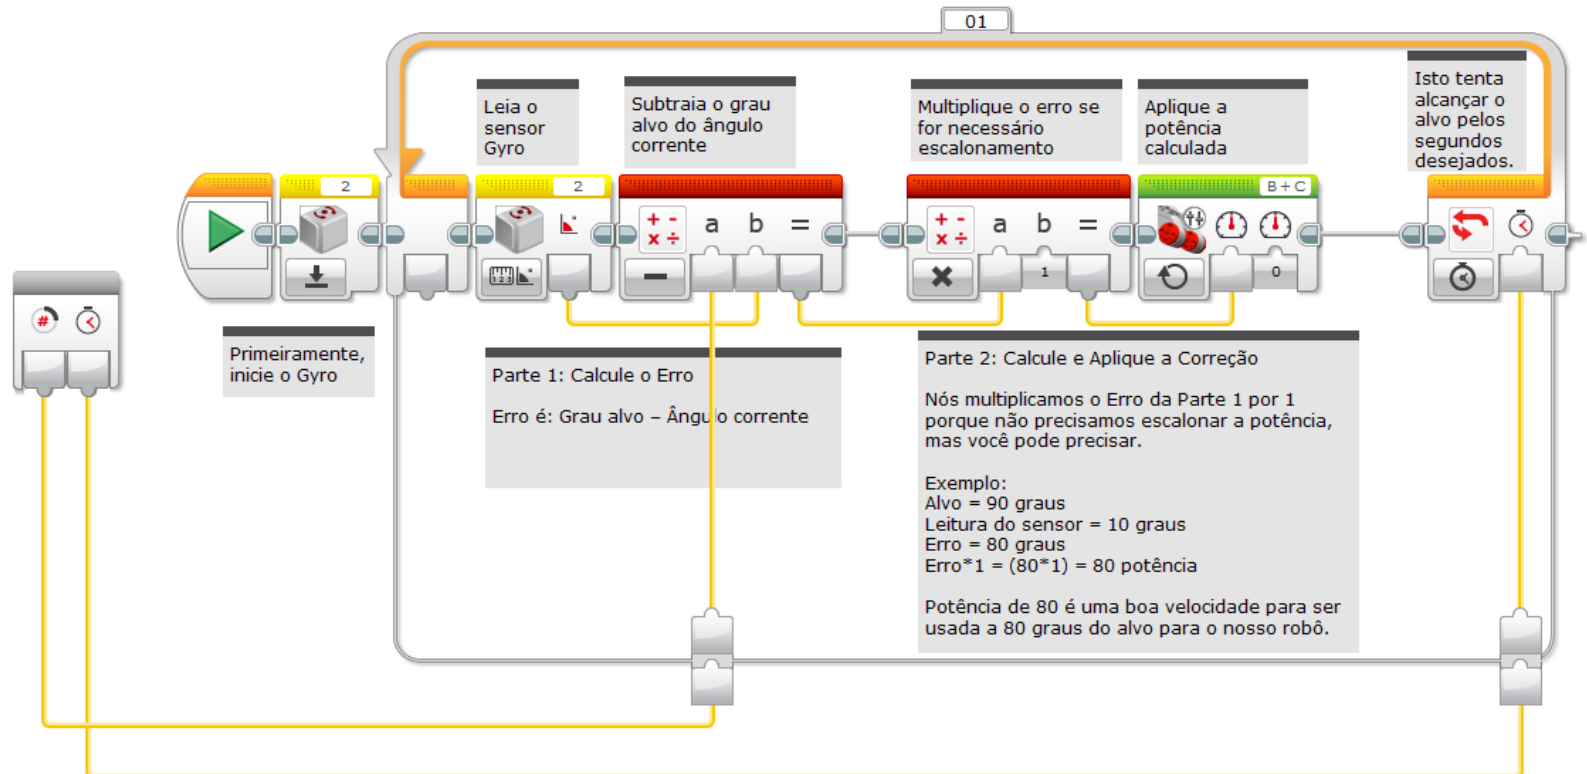 01
Leia o
sensor
Gyro
Subtraia o grau
alvo do ângulo
corrente
Multiplique o erro se
for necessário
escalonamento
Aplique a
potência
calculada
Isto tenta
alcançar o
alvo pelos
segundos
desejados.
2
2
B+C
a b =
a b =
1
0
#
123
Primeiramente,
inicie o Gyro
Parte 1: Calcule o Erro
Erro é: Grau alvo – Ângulo corrente
Parte 2: Calcule e Aplique a Correção
Nós multiplicamos o Erro da Parte 1 por 1
porque não precisamos escalonar a potência,
mas você pode precisar.
Exemplo:
Alvo = 90 graus
Leitura do sensor = 10 graus
Erro = 80 graus
Erro*1 = (80*1) = 80 potência
Potência de 80 é uma boa velocidade para ser
usada a 80 graus do alvo para o nosso robô.